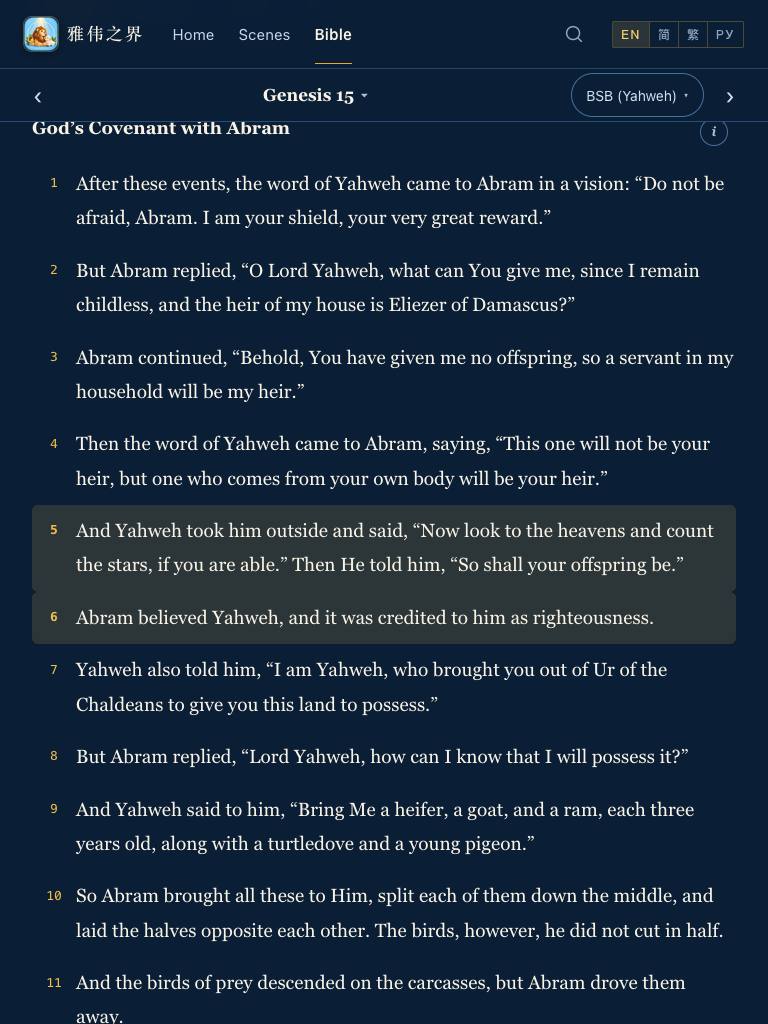 雅伟之界 Home Scenes Bible EN 简 繁 РУ
‹ Genesis 15 BSB (Yahweh) ›
God’s Covenant with Abram i
1 After these events, the word of Yahweh came to Abram in a vision: “Do not be
afraid, Abram. I am your shield, your very great reward.”
2 But Abram replied, “O Lord Yahweh, what can You give me, since I remain
childless, and the heir of my house is Eliezer of Damascus?”
3 Abram continued, “Behold, You have given me no offspring, so a servant in my
household will be my heir.”
4 Then the word of Yahweh came to Abram, saying, “This one will not be your
heir, but one who comes from your own body will be your heir.”
5 And Yahweh took him outside and said, “Now look to the heavens and count
the stars, if you are able.” Then He told him, “So shall your offspring be.”
6 Abram believed Yahweh, and it was credited to him as righteousness.
7 Yahweh also told him, “I am Yahweh, who brought you out of Ur of the
Chaldeans to give you this land to possess.”
8 But Abram replied, “Lord Yahweh, how can I know that I will possess it?”
9 And Yahweh said to him, “Bring Me a heifer, a goat, and a ram, each three
years old, along with a turtledove and a young pigeon.”
10 So Abram brought all these to Him, split each of them down the middle, and
laid the halves opposite each other. The birds, however, he did not cut in half.
11 And the birds of prey descended on the carcasses, but Abram drove them
away.